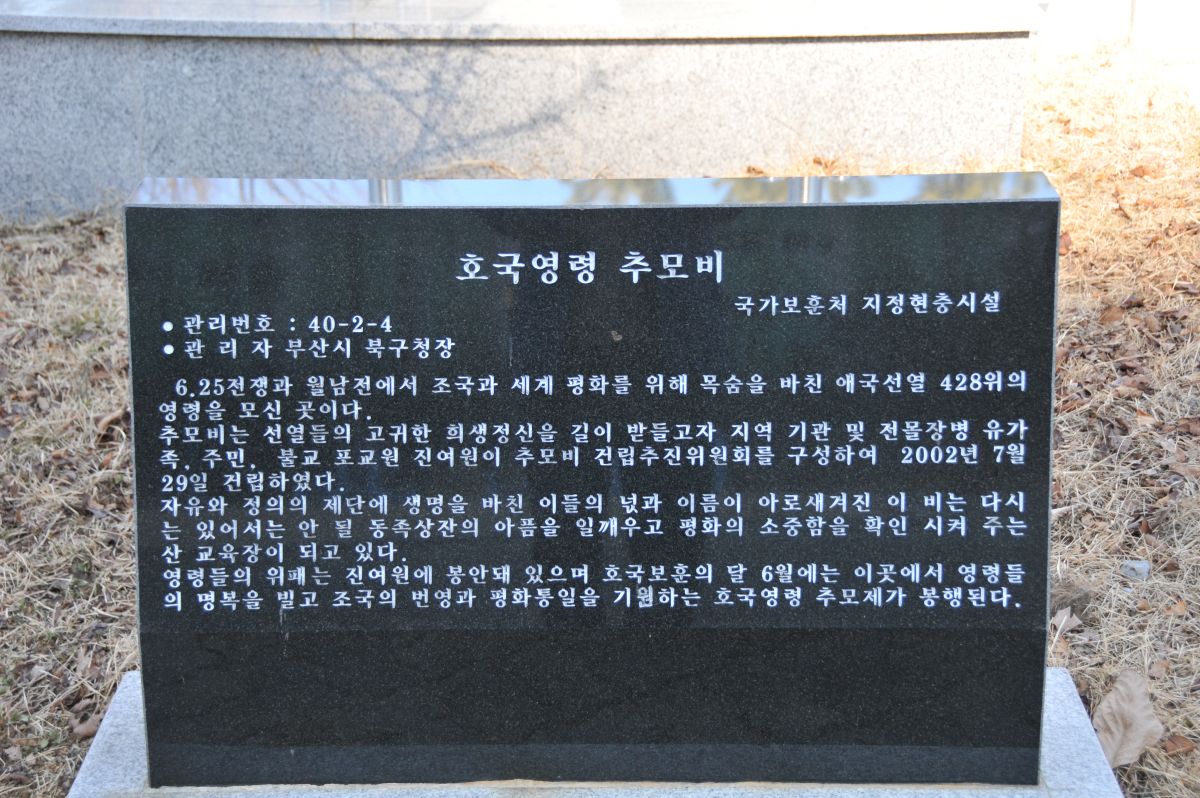 호국영령 추모비
국가보훈처 지정현충시설
● 관리번호 : 40-2-4
● 관 리 자 부산시 북구청장
6.25전쟁과 월남전에서 조국과 세계 평화를 위해 목숨을 바친 애국선열 428위의
영령을 모신 곳이다.
추모비는 선열들의 고귀한 희생정신을 길이 받들고자 지역 기관 및 전몰장병 유가
족, 주민, 불교 포교원 진여원이 추모비 건립추진위원회를 구성하여 2002년 7월
29일 건립하였다.
자유와 정의의 제단에 생명을 바친 이들의 넋과 이름이 아로새겨진 이 비는 다시
는 있어서는 안 될 동족상잔의 아픔을 일깨우고 평화의 소중함을 확인 시켜 주는
산 교육장이 되고 있다.
영령들의 위패는 진여원에 봉안돼 있으며 호국보훈의 달 6월에는 이곳에서 영령들
의 명복을 빌고 조국의 번영과 평화통일을 기원하는 호국영령 추모제가 봉행된다.